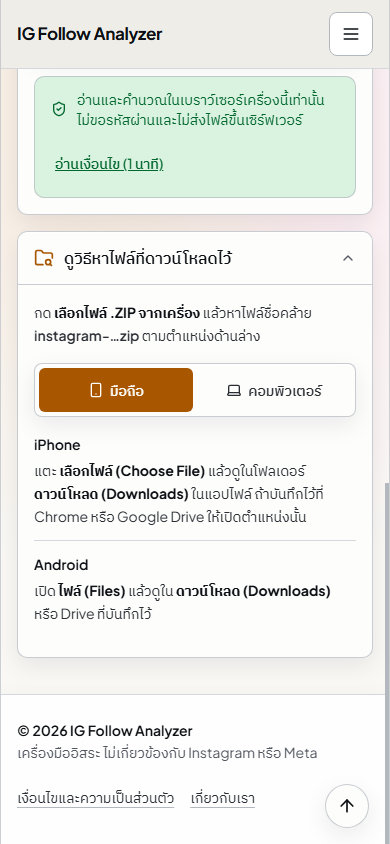 IG Follow Analyzer
อ่านและคำนวณในเบราว์เซอร์เครื่องนี้เท่านั้น
ไม่ขอรหัสผ่านและไม่ส่งไฟล์ขึ้นเซิร์ฟเวอร์
อ่านเงื่อนไข (1 นาที)
ดูวิธีหาไฟล์ที่ดาวน์โหลดไว้
กด เลือกไฟล์ .ZIP จากเครื่อง แล้วหาไฟล์ชื่อคล้าย
instagram-…zip ตามตำแหน่งด้านล่าง
มือถือ
คอมพิวเตอร์
iPhone
แตะ เลือกไฟล์ (Choose File) แล้วดูในโฟลเดอร์
ดาวน์โหลด (Downloads) ในแอปไฟล์ ถ้าบันทึกไว้ที่
Chrome หรือ Google Drive ให้เปิดตำแหน่งนั้น
Android
เปิด ไฟล์ (Files) แล้วดูใน ดาวน์โหลด (Downloads)
หรือ Drive ที่บันทึกไว้
© 2026 IG Follow Analyzer
เครื่องมืออิสระ ไม่เกี่ยวข้องกับ Instagram หรือ Meta
เงื่อนไขและความเป็นส่วนตัว
เกี่ยวกับเรา